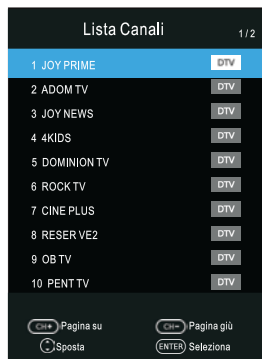 Lista Canali 1 / 2
1 JOY PRIME DTV
2 ADOM TV DTV
3 JOY NEWS DTV
4 4KIDS DTV
5 DOMINION TV DTV
6 ROCK TV DTV
7 CINE PLUS DTV
8 RESER VE2 DTV
9 OB TV DTV
10 PENT TV DTV
CH+ Pagina su CH- Pagina giù
Sposta ENTER Seleziona